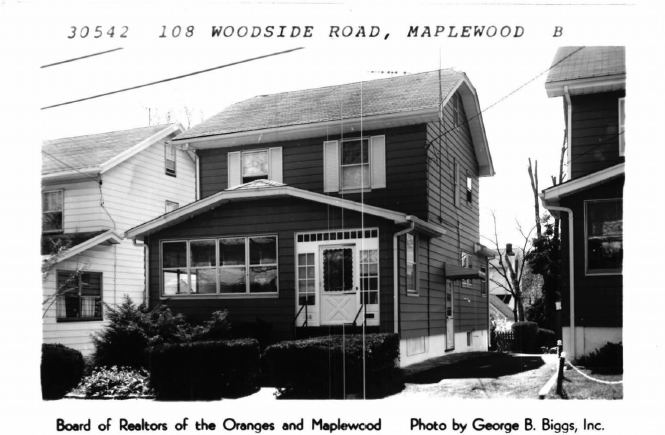 30542 108 WOODSIDE ROAD, MAPLEWOOD B
Board of Realtors of the Oranges and Maplewood Photo by George B. Biggs, Inc.